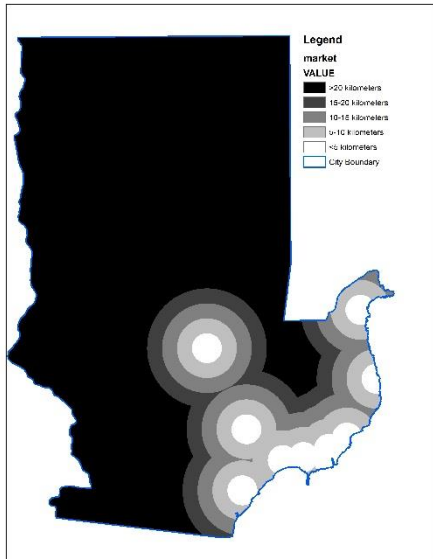 Legend
market
VALUE
>20 kilometers
15-20 kilometers
10-15 kilometers
5-10 kilometers
<5 kilometers
City Boundary